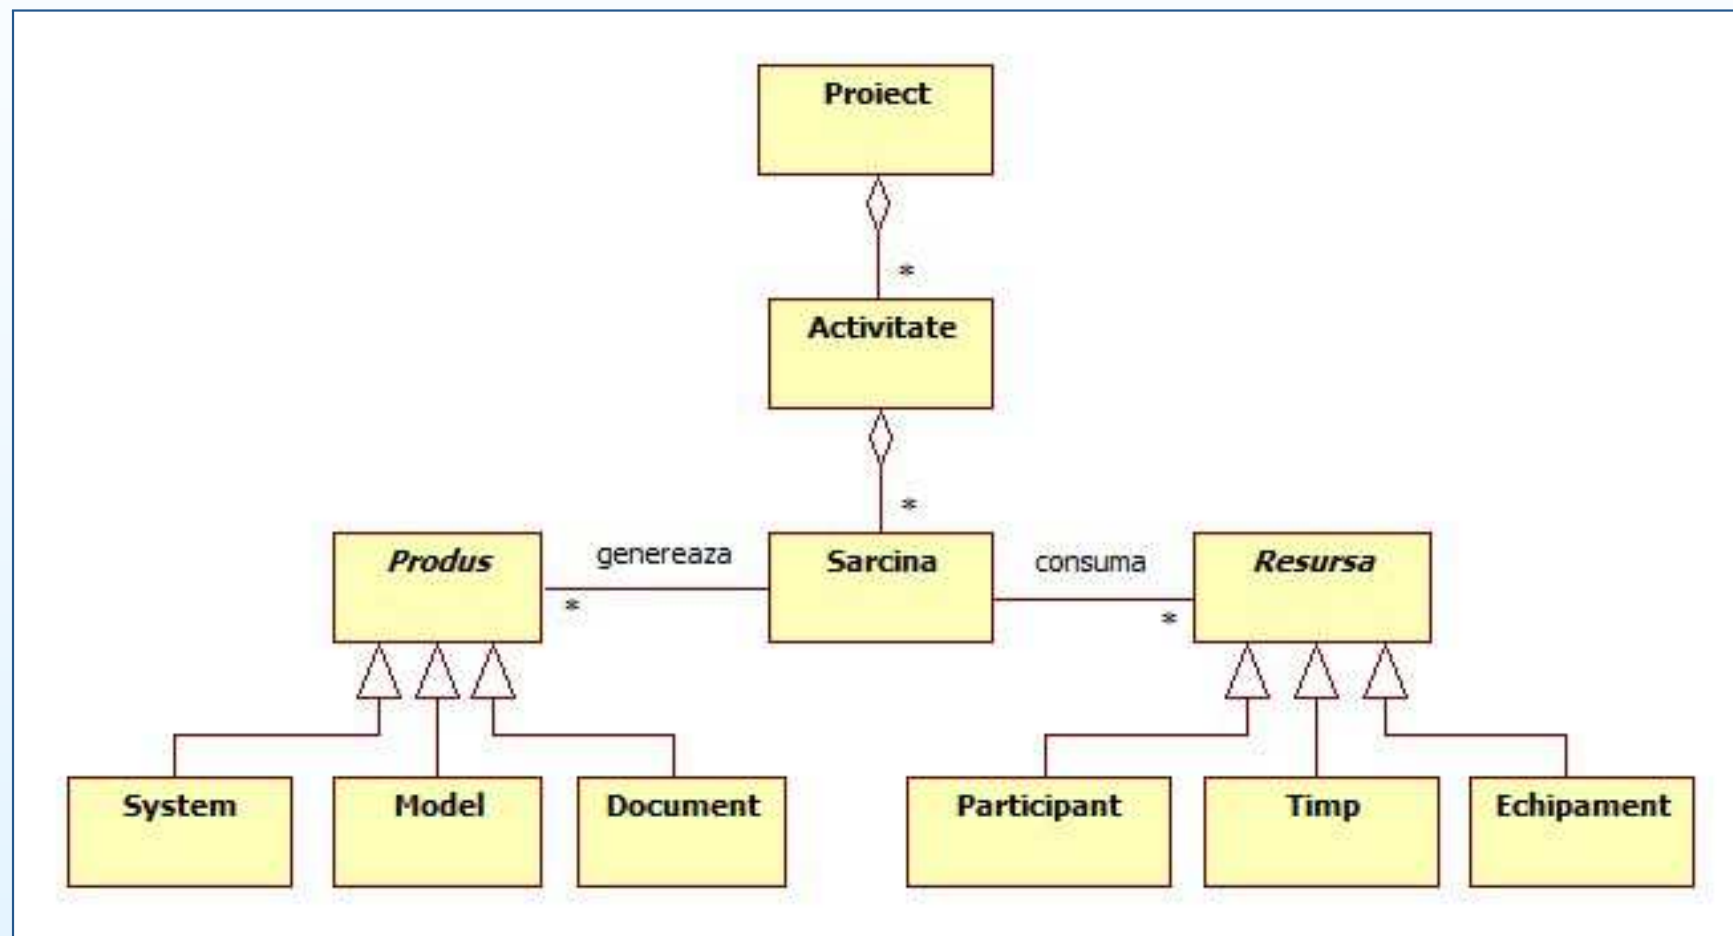 Proiect
*
Activitate
*
Produs
genereaza
*
Sarcina
consuma
*
Resursa
System
Model
Document
Participant
Timp
Echipament